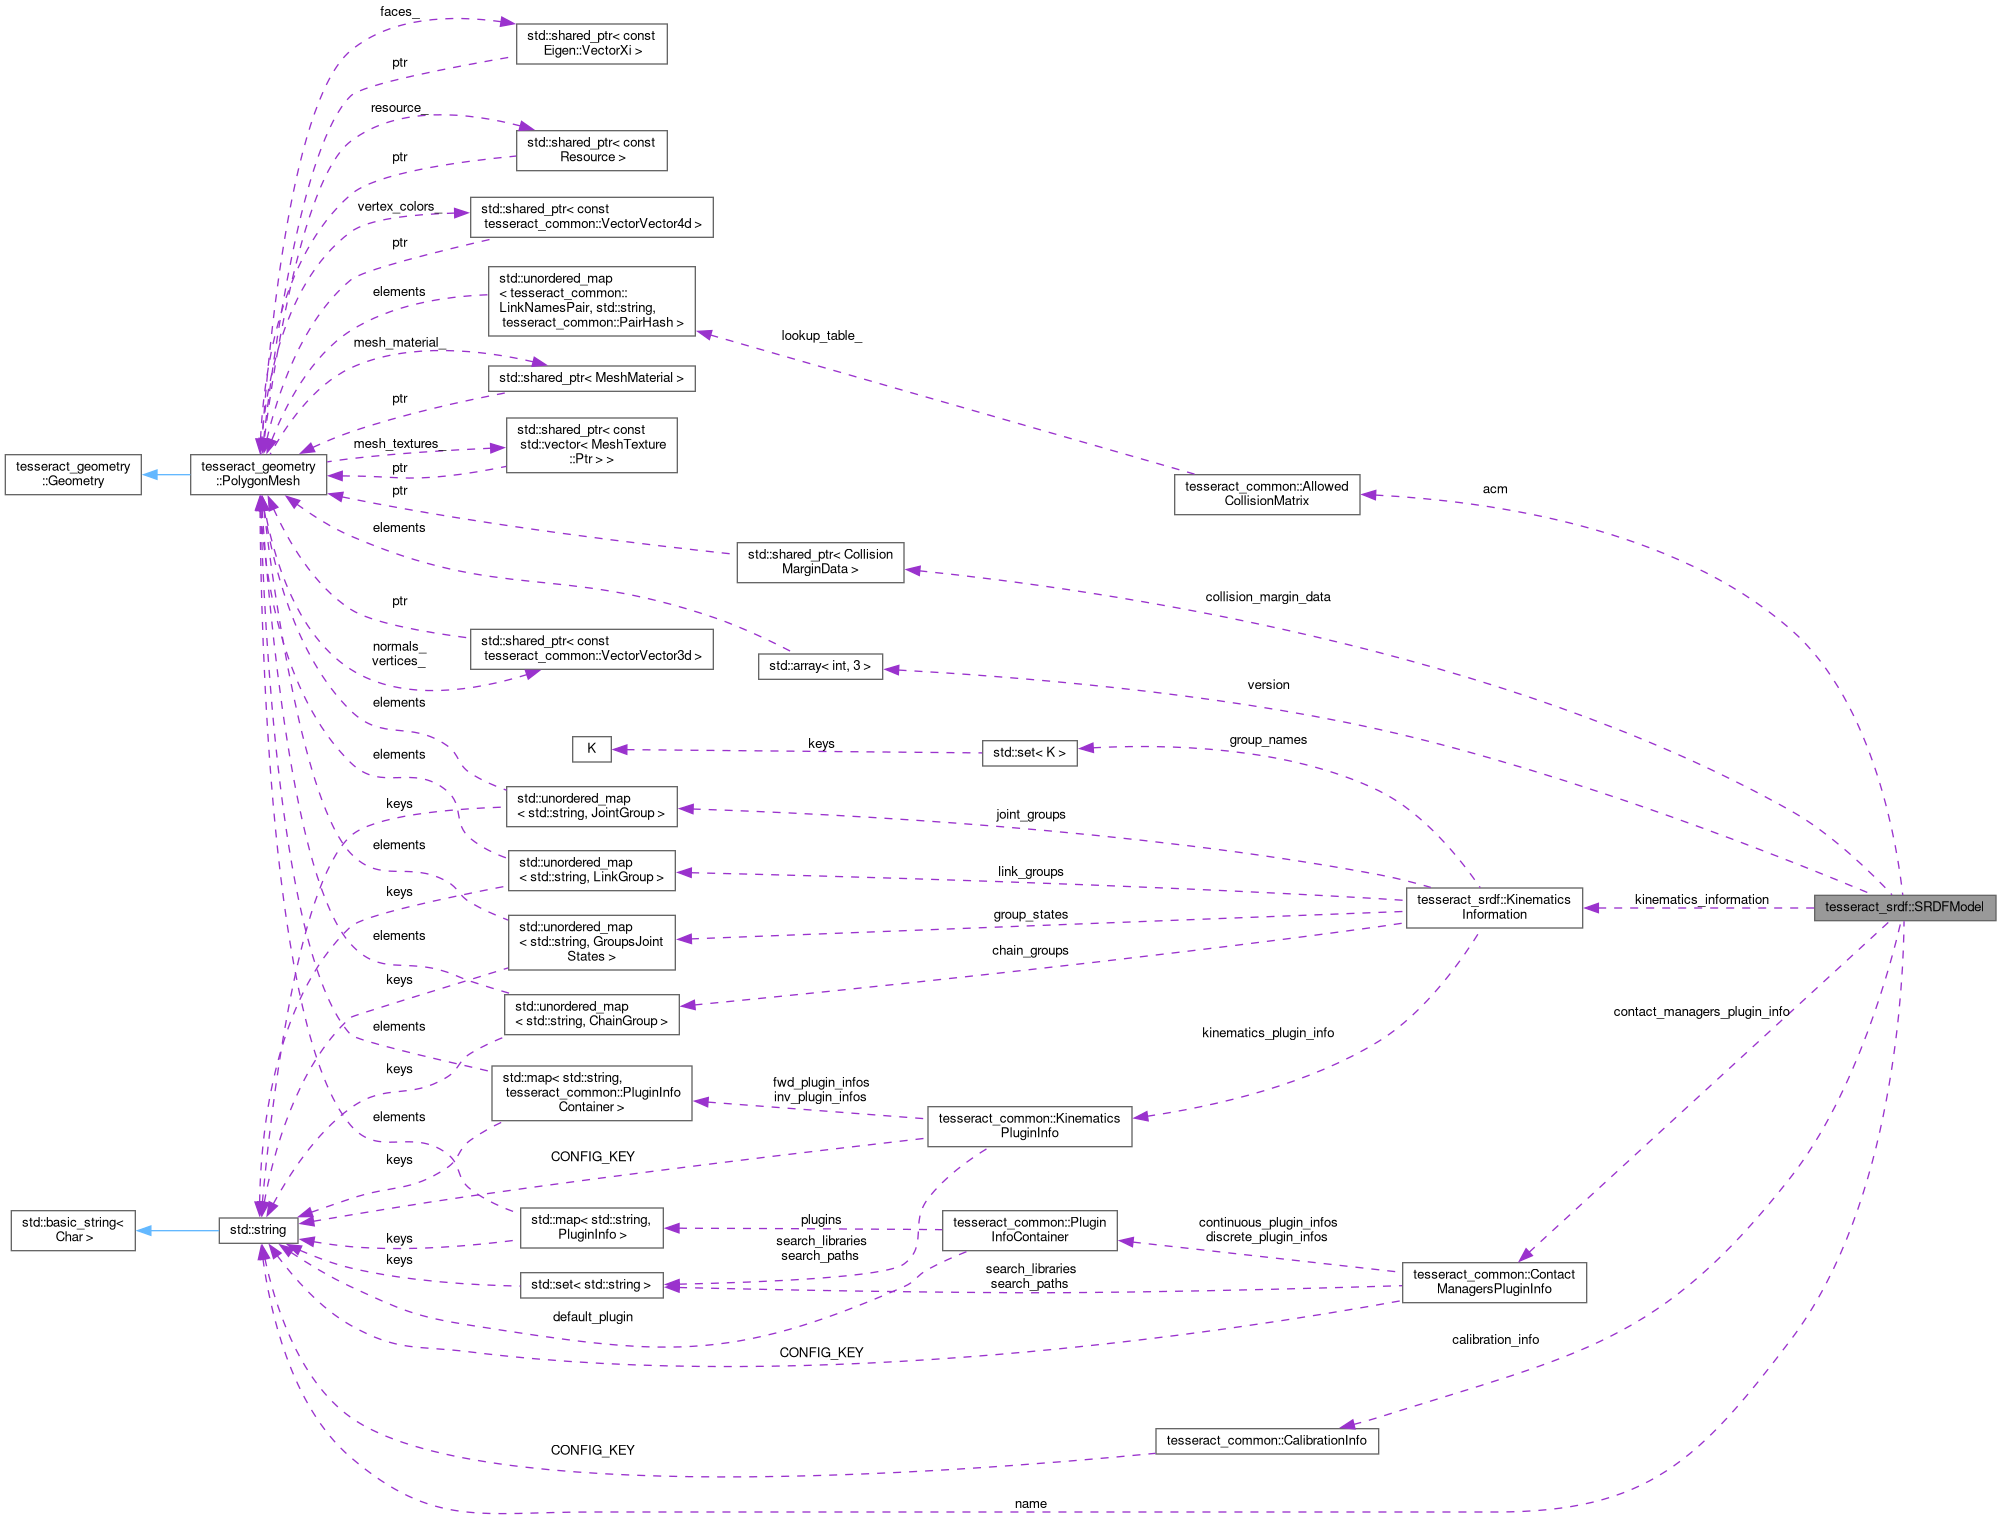 faces_
std::shared_ptr< const
Eigen::VectorXi >
ptr
resource_
std::shared_ptr< const
Resource >
ptr
vertex_colors_
std::shared_ptr< const
tesseract_common::VectorVector4d >
ptr
std::unordered_map
< tesseract_common::
LinkNamesPair, std::string,
tesseract_common::PairHash >
elements
lookup_table_
mesh_material_
std::shared_ptr< MeshMaterial >
ptr
std::shared_ptr< const
std::vector< MeshTexture
::Ptr > >
mesh_textures_
ptr
tesseract_geometry
::Geometry
tesseract_geometry
::PolygonMesh
ptr
elements
tesseract_common::Allowed
CollisionMatrix
acm
std::shared_ptr< Collision
MarginData >
collision_margin_data
ptr
std::shared_ptr< const
tesseract_common::VectorVector3d >
normals_
vertices_
std::array< int, 3 >
version
elements
K
keys
std::set< K >
group_names
elements
std::unordered_map
< std::string, JointGroup >
joint_groups
keys
elements
std::unordered_map
< std::string, LinkGroup >
link_groups
keys
tesseract_srdf::Kinematics
Information
kinematics_information
tesseract_srdf::SRDFModel
std::unordered_map
< std::string, GroupsJoint
States >
group_states
elements
keys
std::unordered_map
< std::string, ChainGroup >
chain_groups
elements
keys
contact_managers_plugin_info
kinematics_plugin_info
std::map< std::string,
tesseract_common::PluginInfo
Container >
fwd_plugin_infos
inv_plugin_infos
tesseract_common::Kinematics
PluginInfo
elements
keys
CONFIG_KEY
std::basic_string<
Char >
std::string
std::map< std::string,
PluginInfo >
plugins
tesseract_common::Plugin
InfoContainer
continuous_plugin_infos
discrete_plugin_infos
keys
search_libraries
search_paths
keys
std::set< std::string >
search_libraries
search_paths
tesseract_common::Contact
ManagersPluginInfo
default_plugin
CONFIG_KEY
calibration_info
CONFIG_KEY
tesseract_common::CalibrationInfo
name